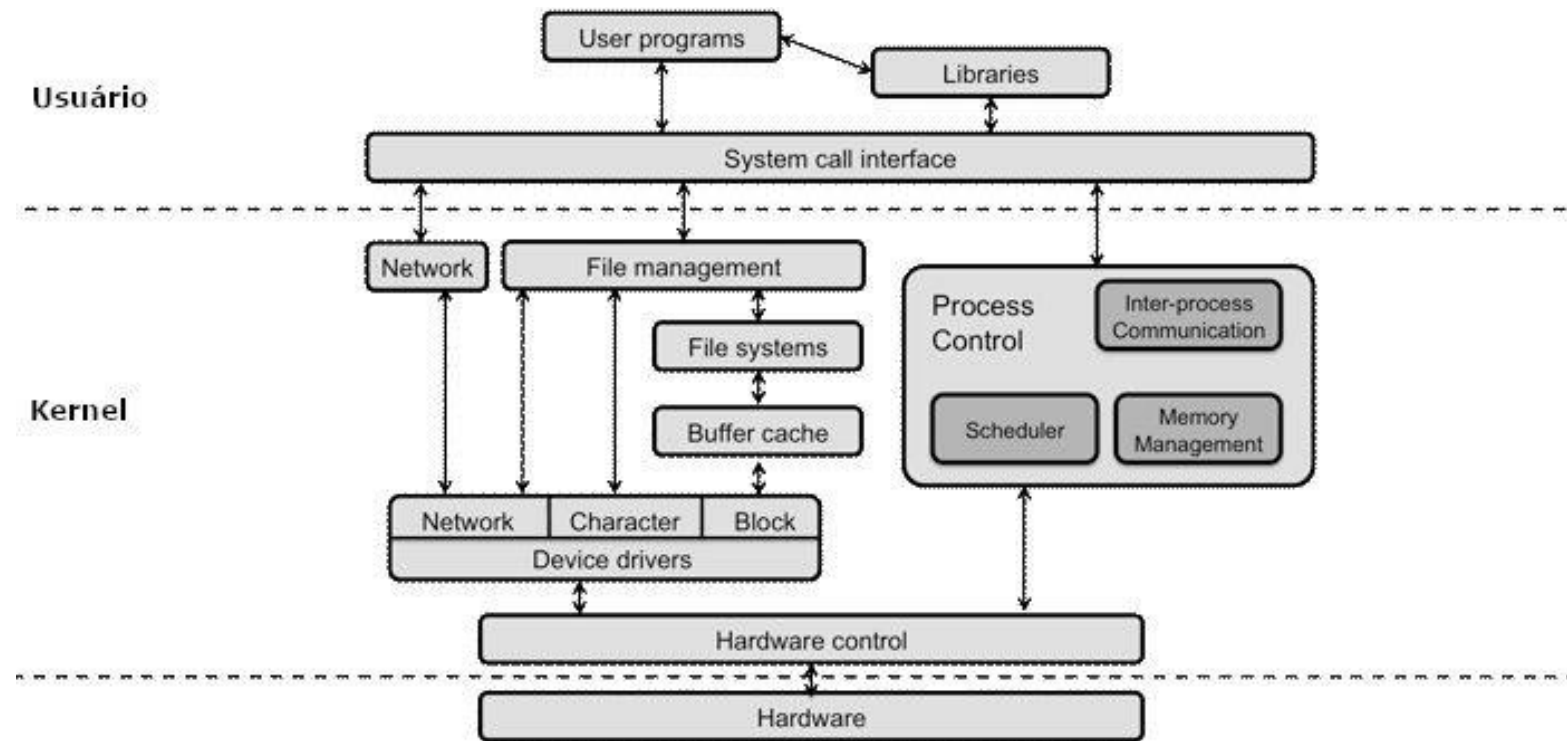 User programs
Libraries
Usuário
System call interface
Network
File management
Process
Control
Inter-process
Communication
File systems
Kernel
Buffer cache
Scheduler
Memory
Management
Network
Character
Block
Device drivers
Hardware control
Hardware